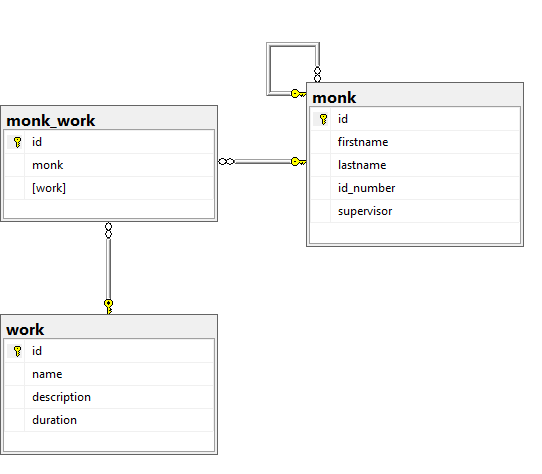 monk_work
id
monk
[work]
monk
id
firstname
lastname
id_number
supervisor
work
id
name
description
duration